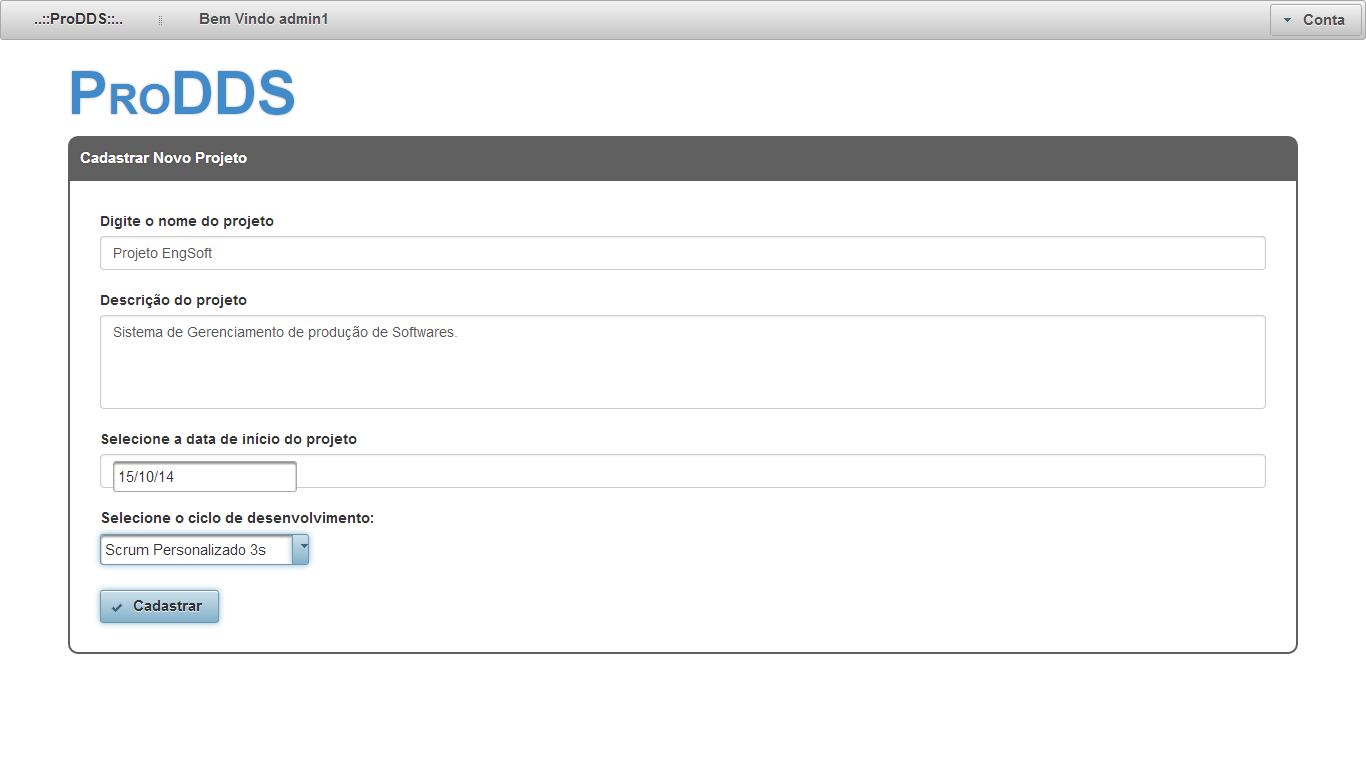 ..::ProDDS::..
Bem Vindo admin1
Conta
ProDDS
Cadastrar Novo Projeto
Digite o nome do projeto
Projeto EngSoft
Descrição do projeto
Sistema de Gerenciamento de produção de Softwares.
Selecione a data de início do projeto
15/10/14
Selecione o ciclo de desenvolvimento:
Scrum Personalizado 3s
Cadastrar